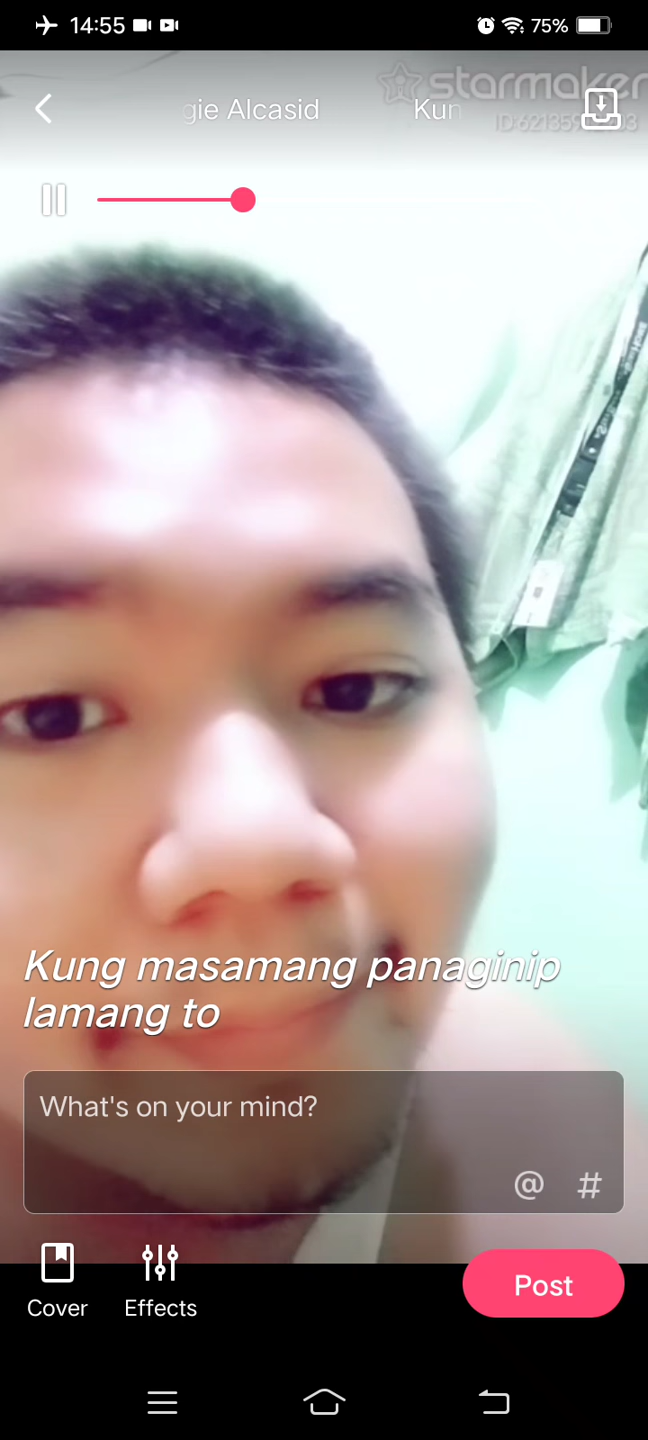 14:55
75%
gie Alcasid Kun
starmaker
What's on your mind?
Kung masamang panaginip
lamang to
@ #
Cover Effects
Post